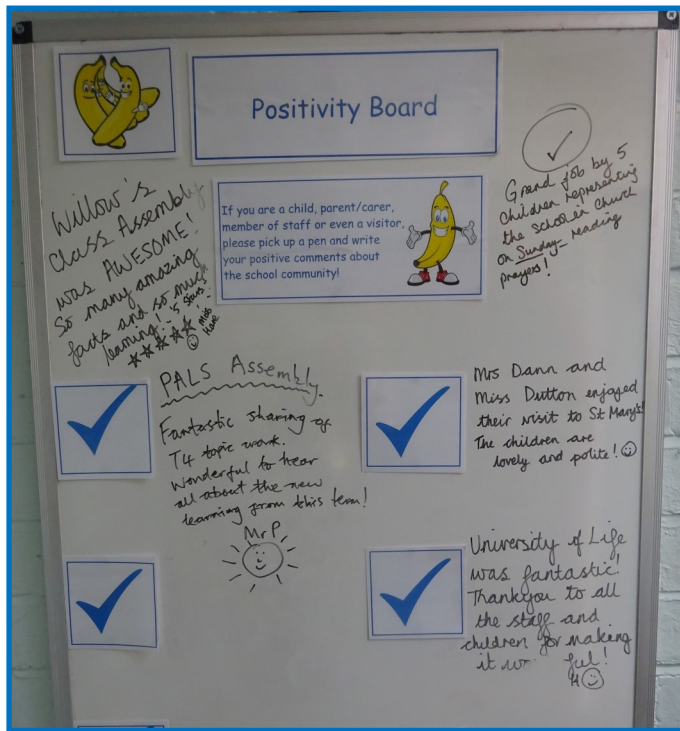 Positivity Board
Grand job by 5
children representing
the school in church
on Sunday - reading
prayers!
Willow's
Class Assembly
was AWESOME!
So many amazing
facts and so much
learning! - 5 stars!
If you are a child, parent/carer,
member of staff or even a visitor,
please pick up a pen and write
your positive comments about
the school community!
PALS Assembly.
Fantastic sharing of
T4 topic work.
Wonderful to hear
all about the new
learning from this term!
Mr P
Mrs Dann and
Miss Dutton enjoyed
their visit to St Mary's!
The children are
lovely and polite!
University of Life
was fantastic!
Thankyou to all
the staff and
children for making
it
H